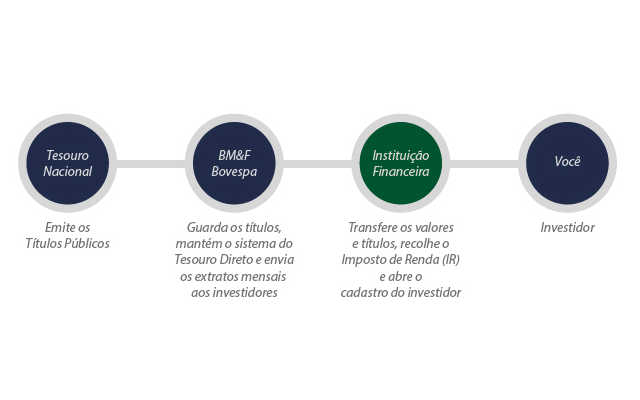 Tesouro
Nacional
Emite os
Títulos Públicos
BM&F
Bovespa
Guarda os títulos,
mantém o sistema do
Tesouro Direto e envia
os extratos mensais
aos investidores
Instituição
Financeira
Transfere os valores
e títulos, recolhe o
Imposto de Renda (IR)
e abre o
cadastro do investidor
Você
Investidor